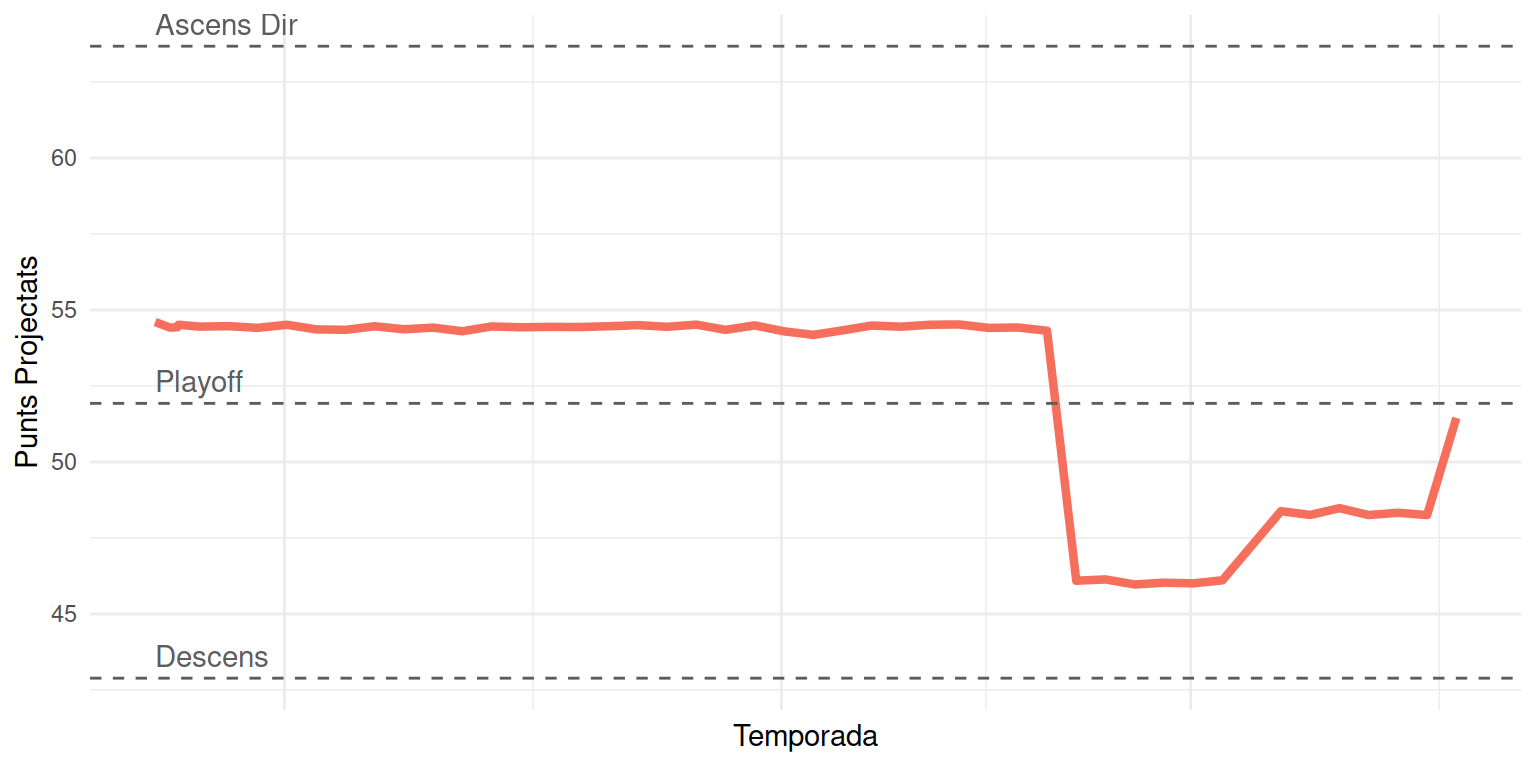 Ascens Dir
60
55
Playoff
50
45
Descens
Punts Projectats
Temporada